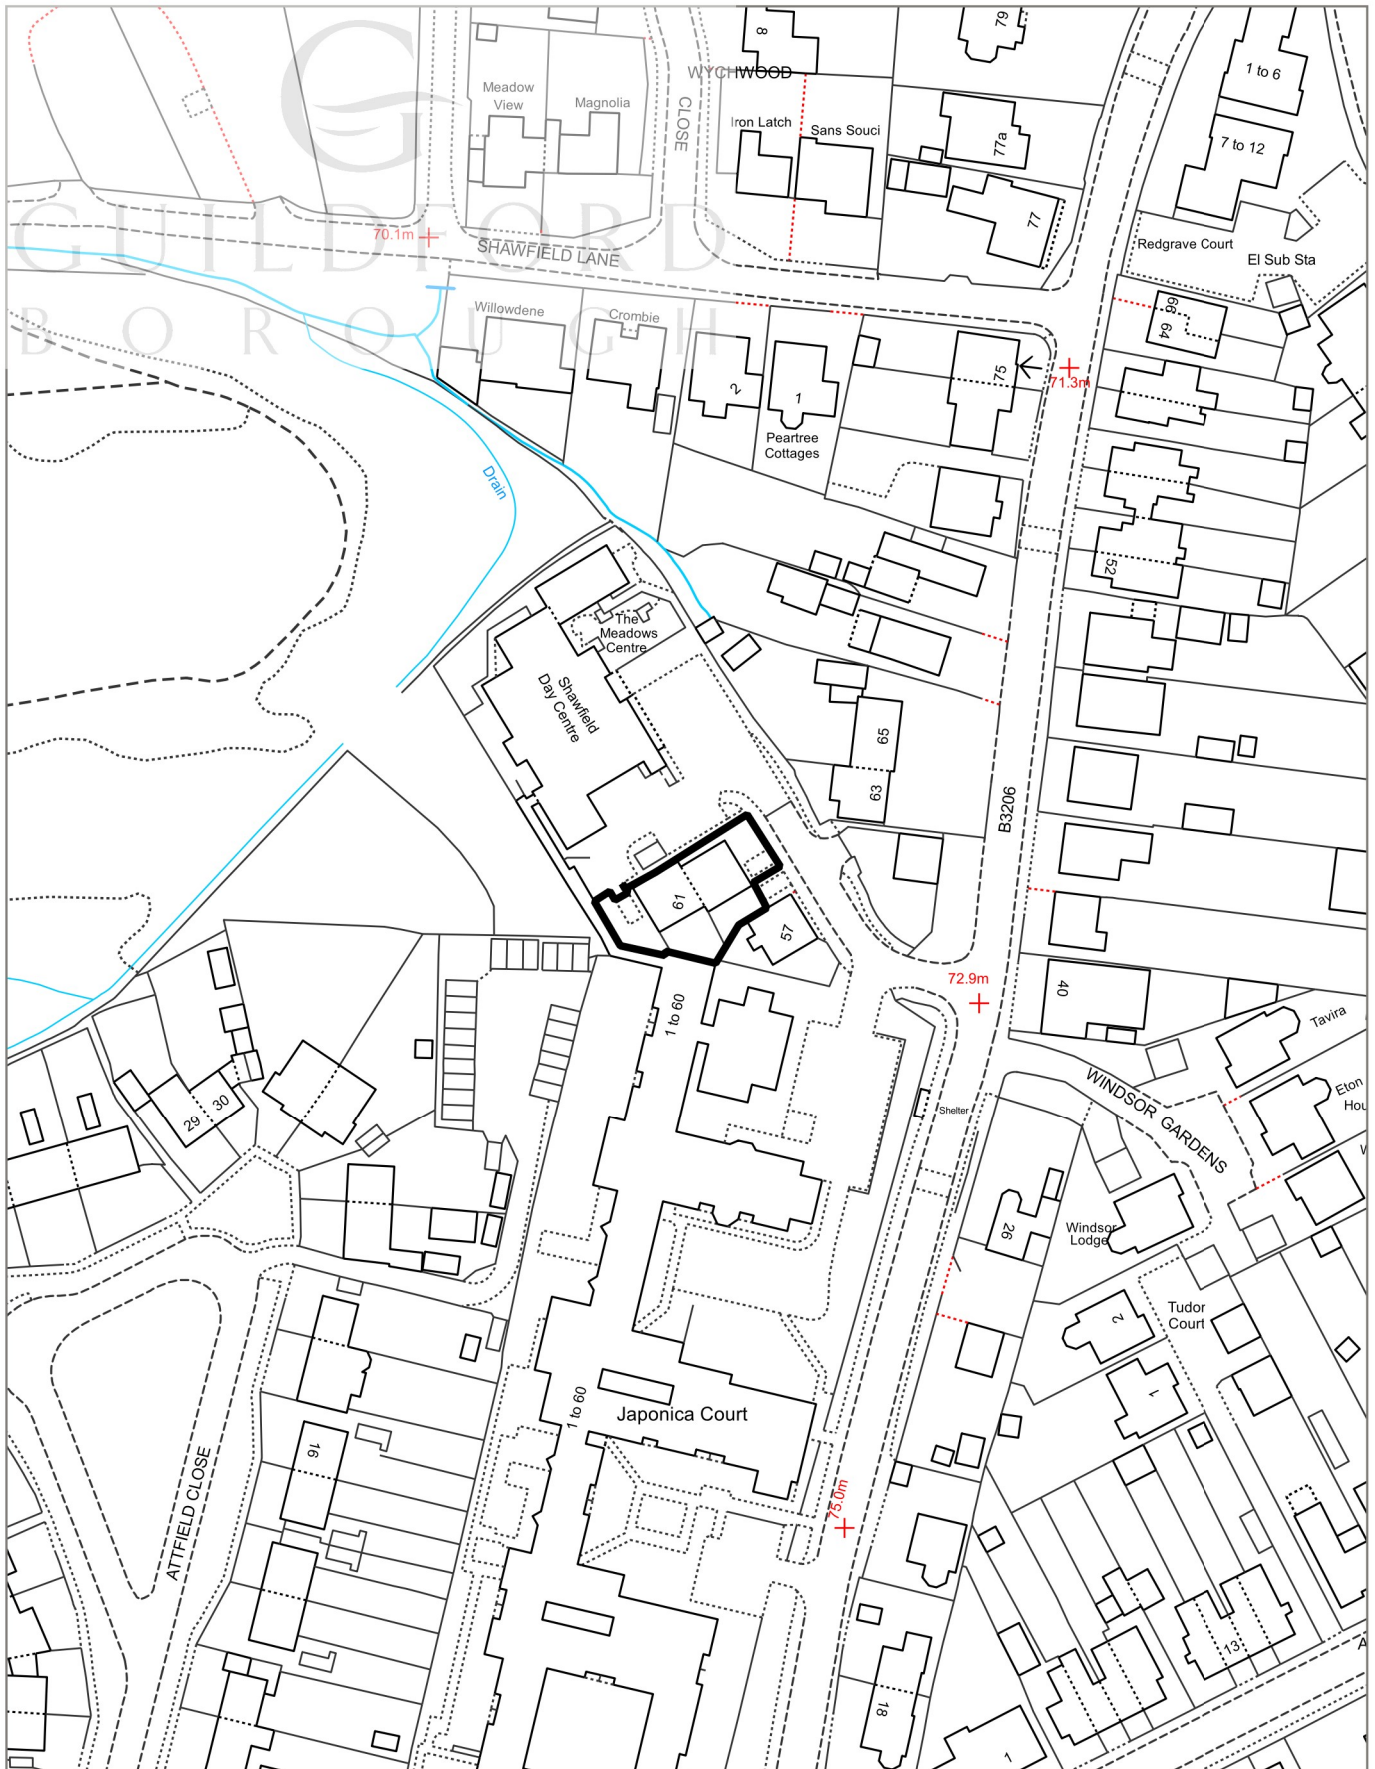 GUILDFORD
BOROUGH
8
79
WYCHWOOD
1 to 6
Meadow
View
Magnolia
CLOSE
Iron Latch
Sans Souci
77a
7 to 12
77
Redgrave Court
El Sub Sta
70.1m
SHAWFIELD LANE
Willowdene
Crombie
66
64
2
1
75
71.3m
Peartree
Cottages
Drain
52
The
Meadows
Centre
Shawfield
Day Centre
65
63
B3206
61
57
72.9m
40
Tavira
1 to 60
WINDSOR GARDENS
Eton
Hou
Shelter
29
30
26
Windsor
Lodge
Tudor
Court
2
1
1 to 60
Japonica Court
16
ATTFIELD CLOSE
75.0m
13
18
1